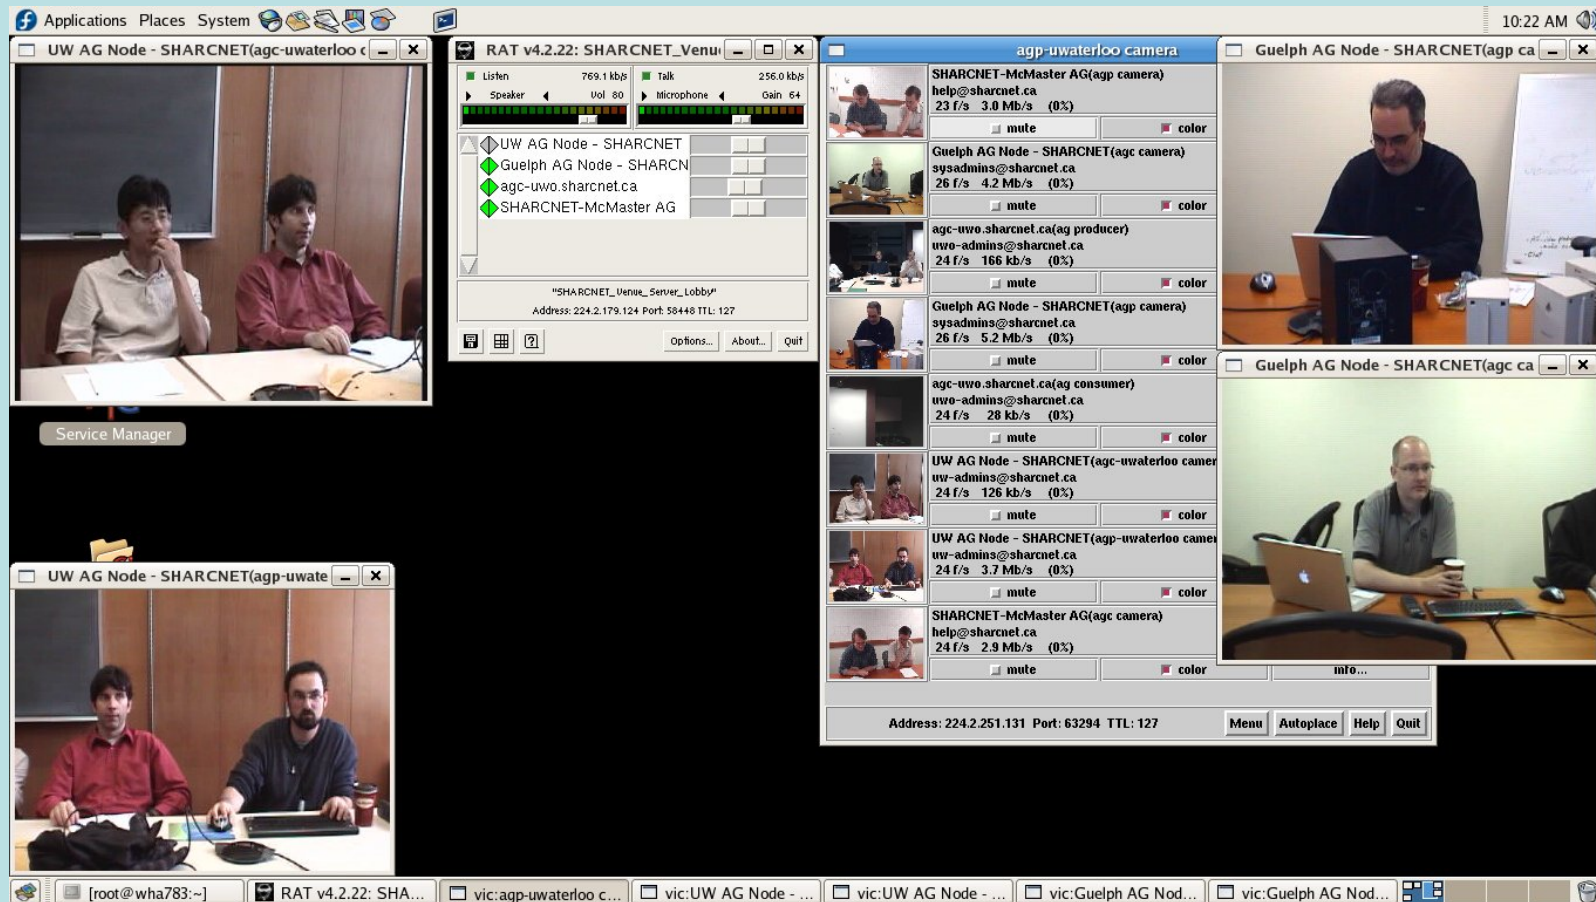 Applications Places System
10:22 AM
UW AG Node - SHARCNET(agc-uwaterloo c
RAT v4.2.22: SHARCNET_Venu
Listen 769.1 kb/s Talk 256.0 kb/s
Speaker Vol 80 Microphone Gain 64
UW AG Node - SHARCNET
Guelph AG Node - SHARCN
agc-uwo.sharcnet.ca
SHARCNET-McMaster AG
"SHARCNET_Venue_Server_Lobby"
Address: 224.2.179.124 Port: 58448 TTL: 127
Options... About... Quit
agp-uwaterloo camera
SHARCNET-McMaster AG(agp camera)
help@sharcnet.ca
23 f/s 3.0 Mb/s (0%)
mute color
Guelph AG Node - SHARCNET(agc camera)
sysadmins@sharcnet.ca
26 f/s 4.2 Mb/s (0%)
mute color
agc-uwo.sharcnet.ca(ag producer)
uwo-admins@sharcnet.ca
24 f/s 166 kb/s (0%)
mute color
Guelph AG Node - SHARCNET(agp camera)
sysadmins@sharcnet.ca
26 f/s 5.2 Mb/s (0%)
mute color
agc-uwo.sharcnet.ca(ag consumer)
uwo-admins@sharcnet.ca
24 f/s 28 kb/s (0%)
mute color
UW AG Node - SHARCNET(agc-uwaterloo camer
uw-admins@sharcnet.ca
24 f/s 126 kb/s (0%)
mute color
UW AG Node - SHARCNET(agp-uwaterloo camer
uw-admins@sharcnet.ca
24 f/s 3.7 Mb/s (0%)
mute color
SHARCNET-McMaster AG(agc camera)
help@sharcnet.ca
24 f/s 2.9 Mb/s (0%)
mute color info...
Address: 224.2.251.131 Port: 63294 TTL: 127 Menu Autoplace Help Quit
Guelph AG Node - SHARCNET(agp ca
Guelph AG Node - SHARCNET(agc ca
Service Manager
UW AG Node - SHARCNET(agp-uwate
[root@wha783:~] RAT v4.2.22: SHA... vic:agp-uwaterloo c... vic:UW AG Node - ... vic:UW AG Node - ... vic:Guelph AG Nod... vic:Guelph AG Nod...